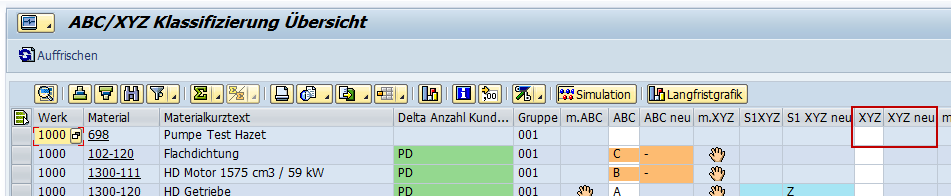 ABC/XYZ Klassifizierung Übersicht
Auffrischen
Simulation Langfristgrafik
Werk Material Materialkurztext Delta Anzahl Kund... Gruppe m.ABC ABC ABC neu m.XYZ S1XYZ S1 XYZ neu XYZ XYZ neu m
1000 698 Pumpe Test Hazet 001
1000 102-120 Flachdichtung PD 001 C -
1000 1300-111 HD Motor 1575 cm3 / 59 kW PD 001 B -
1000 1300-120 HD Getriebe PD 001 A Z